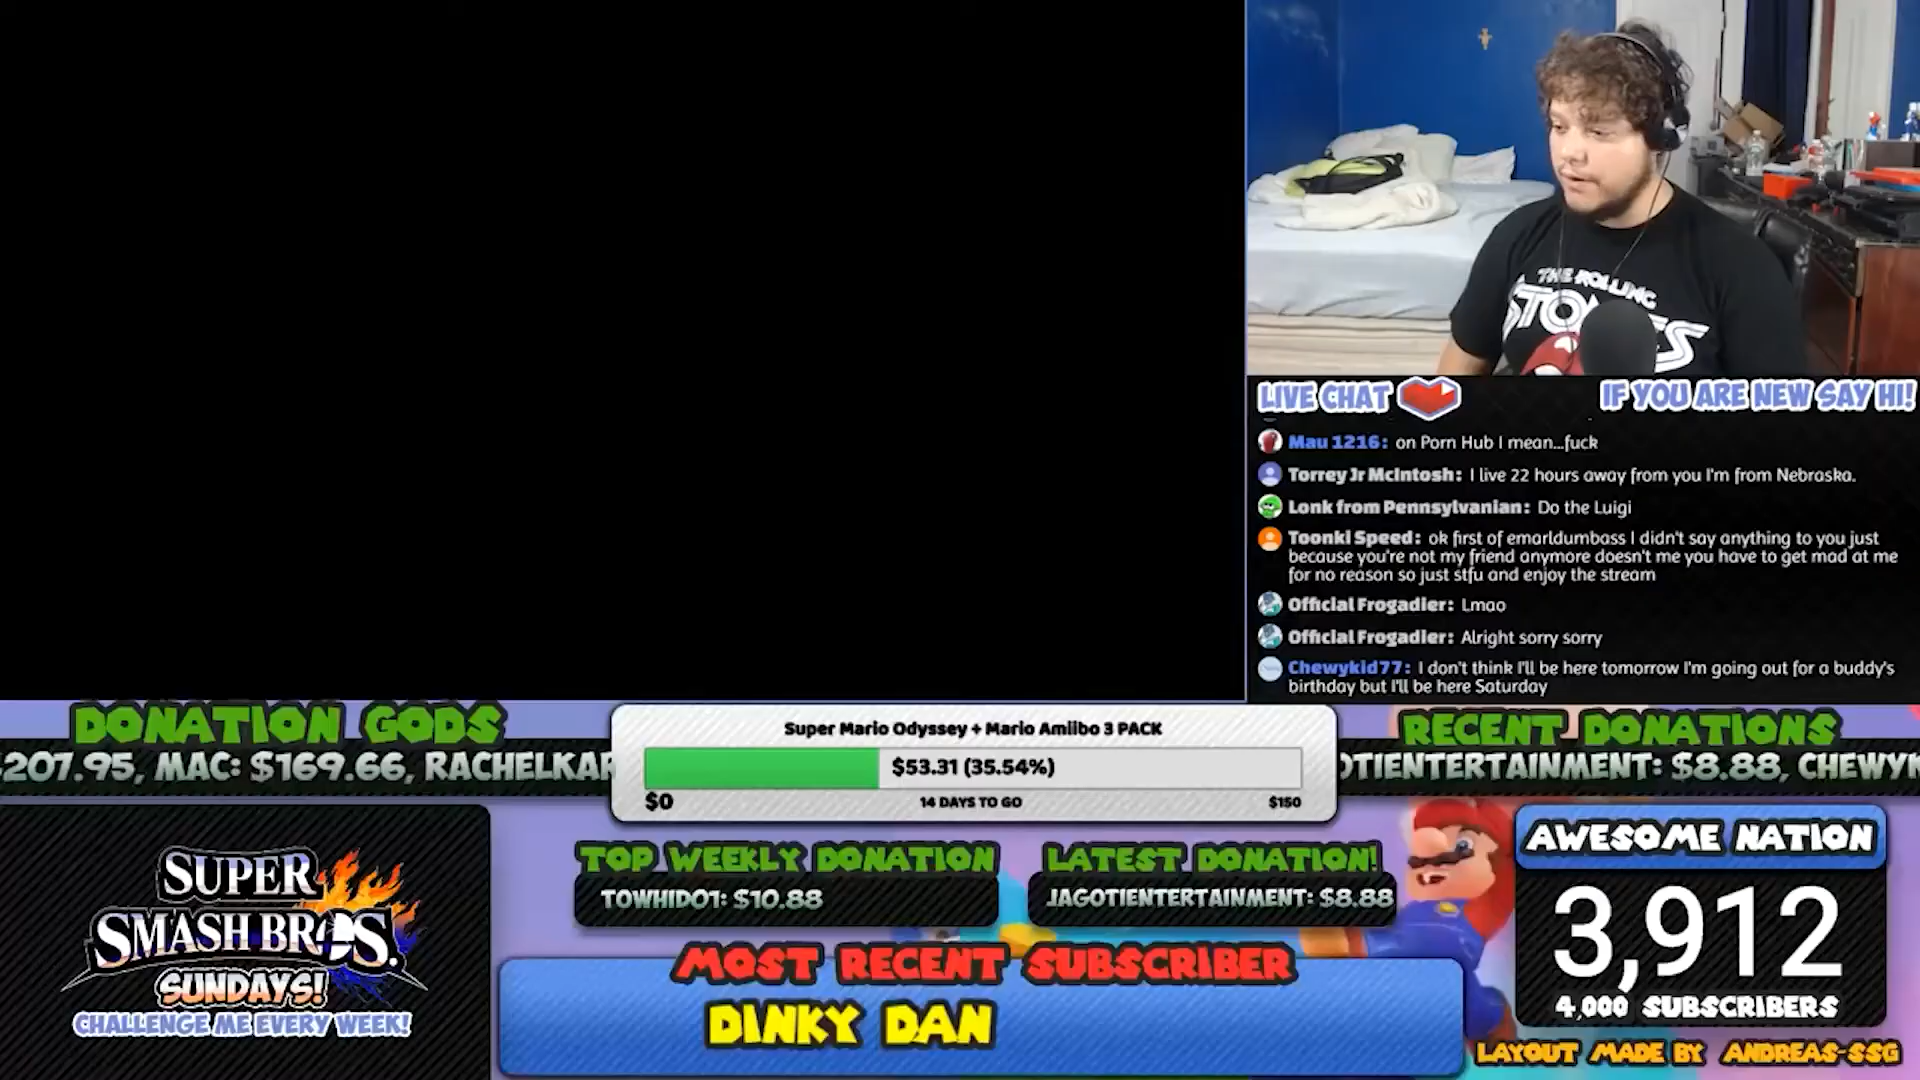 THE ROLLING
STONES
LIVE CHAT
IF YOU ARE NEW SAY HI!
Mau 1216: on Porn Hub I mean...fuck
Torrey Jr McIntosh: I live 22 hours away from you I'm from Nebraska.
Lonk from Pennsylvanian: Do the Luigi
Toonki Speed: ok first of emarldumbass I didn't say anything to you just
because you're not my friend anymore doesn't me you have to get mad at me
for no reason so just stfu and enjoy the stream
Official Frogadier: Lmao
Official Frogadier: Alright sorry sorry
Chewykid77: I don't think I'll be here tomorrow I'm going out for a buddy's
birthday but I'll be here Saturday
DONATION GODS
207.95, MAC: $169.66, RACHELKAR
Super Mario Odyssey + Mario Amiibo 3 PACK
$53.31 (35.54%)
$0
14 DAYS TO GO
$150
RECENT DONATIONS
OTIENTERTAINMENT: $8.88, CHEWYK
SUPER
SMASH BROS.
SUNDAYS!
CHALLENGE ME EVERY WEEK!
TOP WEEKLY DONATION
TOWHID01: $10.88
LATEST DONATION!
JAGOTIENTERTAINMENT: $8.88
MOST RECENT SUBSCRIBER
DINKY DAN
AWESOME NATION
3,912
4,000 SUBSCRIBERS
LAYOUT MADE BY ANDREAS-SSG